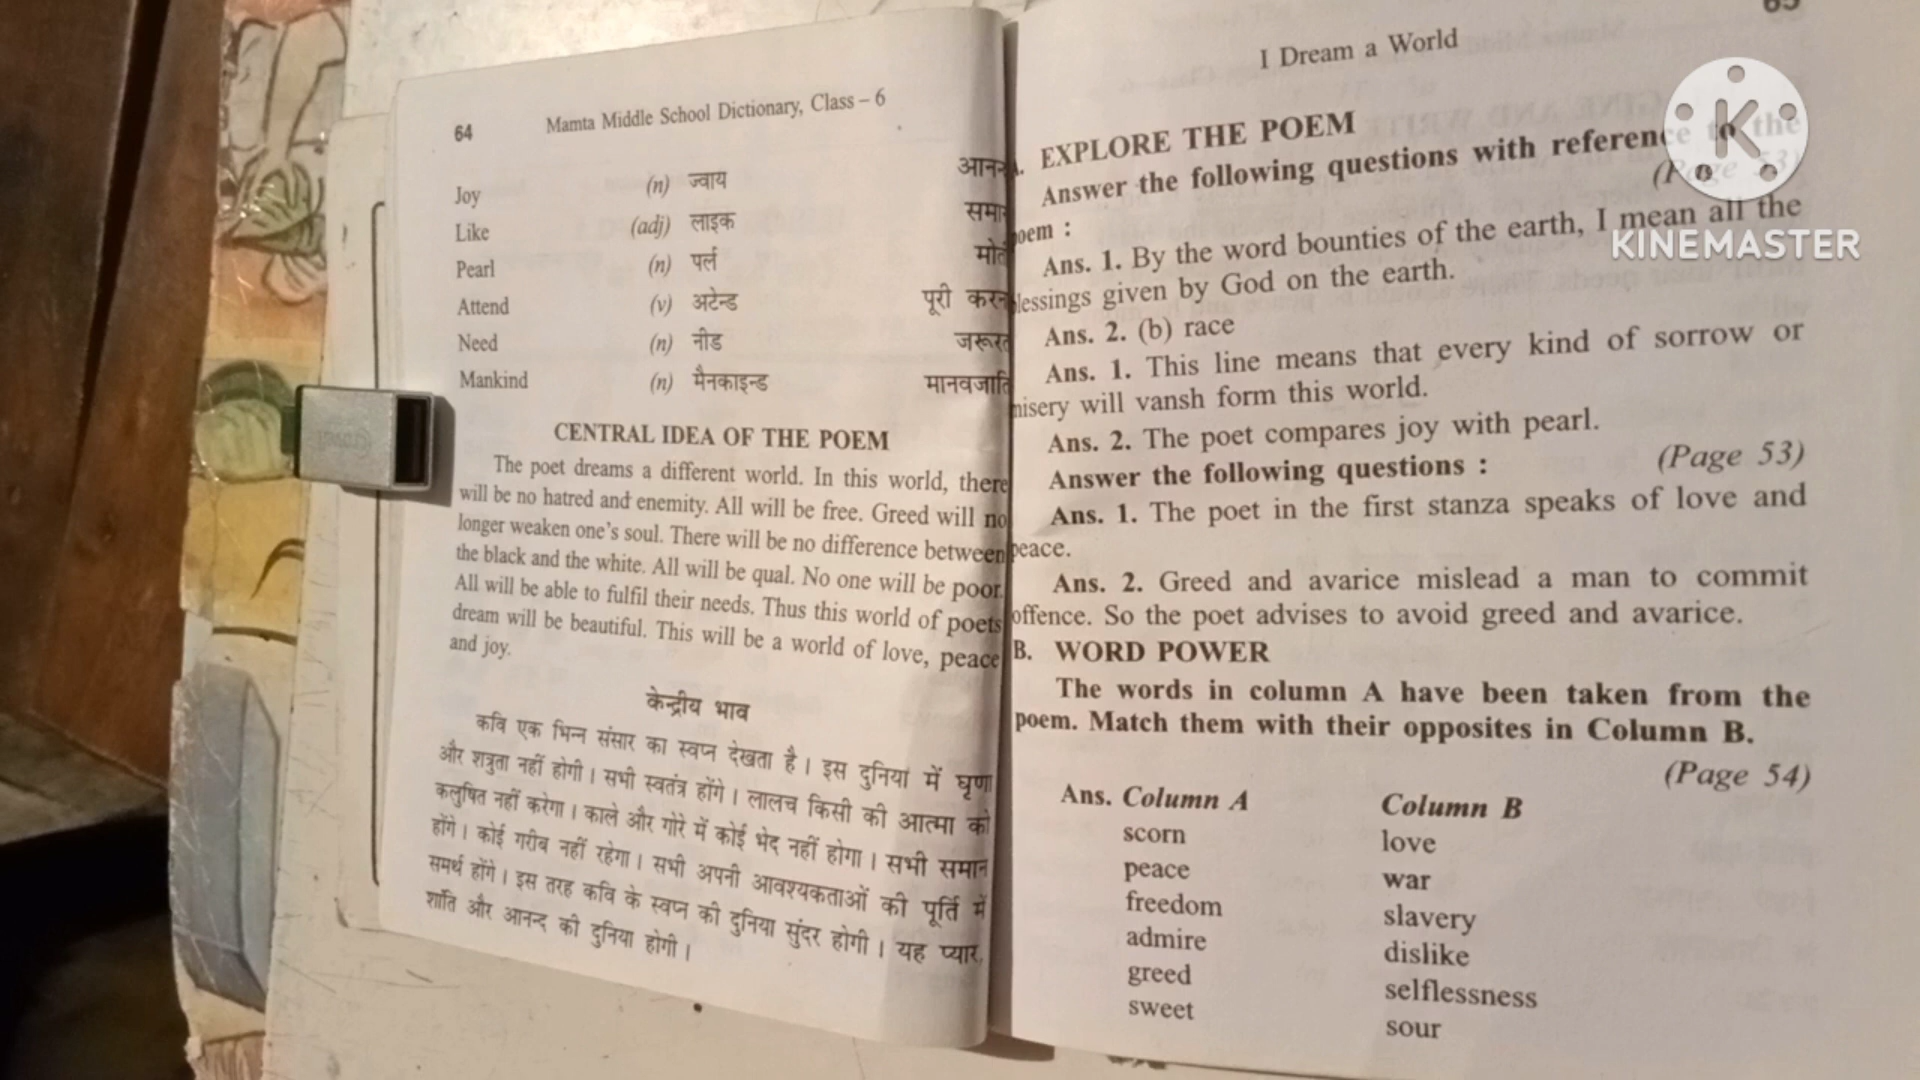 64
Mamta Middle School Dictionary, Class – 6
Joy (n) ज्वाय
Like (adj) लाइक
Pearl (n) पर्ल
Attend (v) अटेन्ड पूरी
Need (n) नीड
Mankind (n) मैनकाइन्ड
CENTRAL IDEA OF THE POEM
The poet dreams a different world. In this world, there
will be no hatred and enemity. All will be free. Greed will no
longer weaken one's soul. There will be no difference between
the black and the white. All will be qual. No one will be poor.
All will be able to fulfil their needs. Thus this world of poets
dream will be beautiful. This will be a world of love, peace
and joy.
केन्द्रीय भाव
कवि एक भिन्न संसार का स्वप्न देखता है। इस दुनियां में घृणा
और शत्रुता नहीं होगी। सभी स्वतंत्र होंगे। लालच किसी की आत्मा को
कलुषित नहीं करेगा। काले और गोरे में कोई भेद नहीं होगा। सभी समान
होंगे। कोई गरीब नहीं रहेगा। सभी अपनी आवश्यकताओं की पूर्ति में
समर्थ होंगे। इस तरह कवि के स्वप्न की दुनिया सुंदर होगी। यह प्यार,
शांति और आनन्द की दुनिया होगी।
I Dream a World
EXPLORE THE POEM
Answer the following questions with reference to the
oem : (Page 53)
Ans. 1. By the word bounties of the earth, I mean all the
lessings given by God on the earth.
Ans. 2. (b) race
Ans. 1. This line means that every kind of sorrow or
misery will vansh form this world.
Ans. 2. The poet compares joy with pearl.
Answer the following questions : (Page 53)
Ans. 1. The poet in the first stanza speaks of love and
peace.
Ans. 2. Greed and avarice mislead a man to commit
offence. So the poet advises to avoid greed and avarice.
B. WORD POWER
The words in column A have been taken from the
poem. Match them with their opposites in Column B.
(Page 54)
Ans. Column A Column B
scorn love
peace war
freedom slavery
admire dislike
greed selflessness
sweet sour
K
KINEMASTER